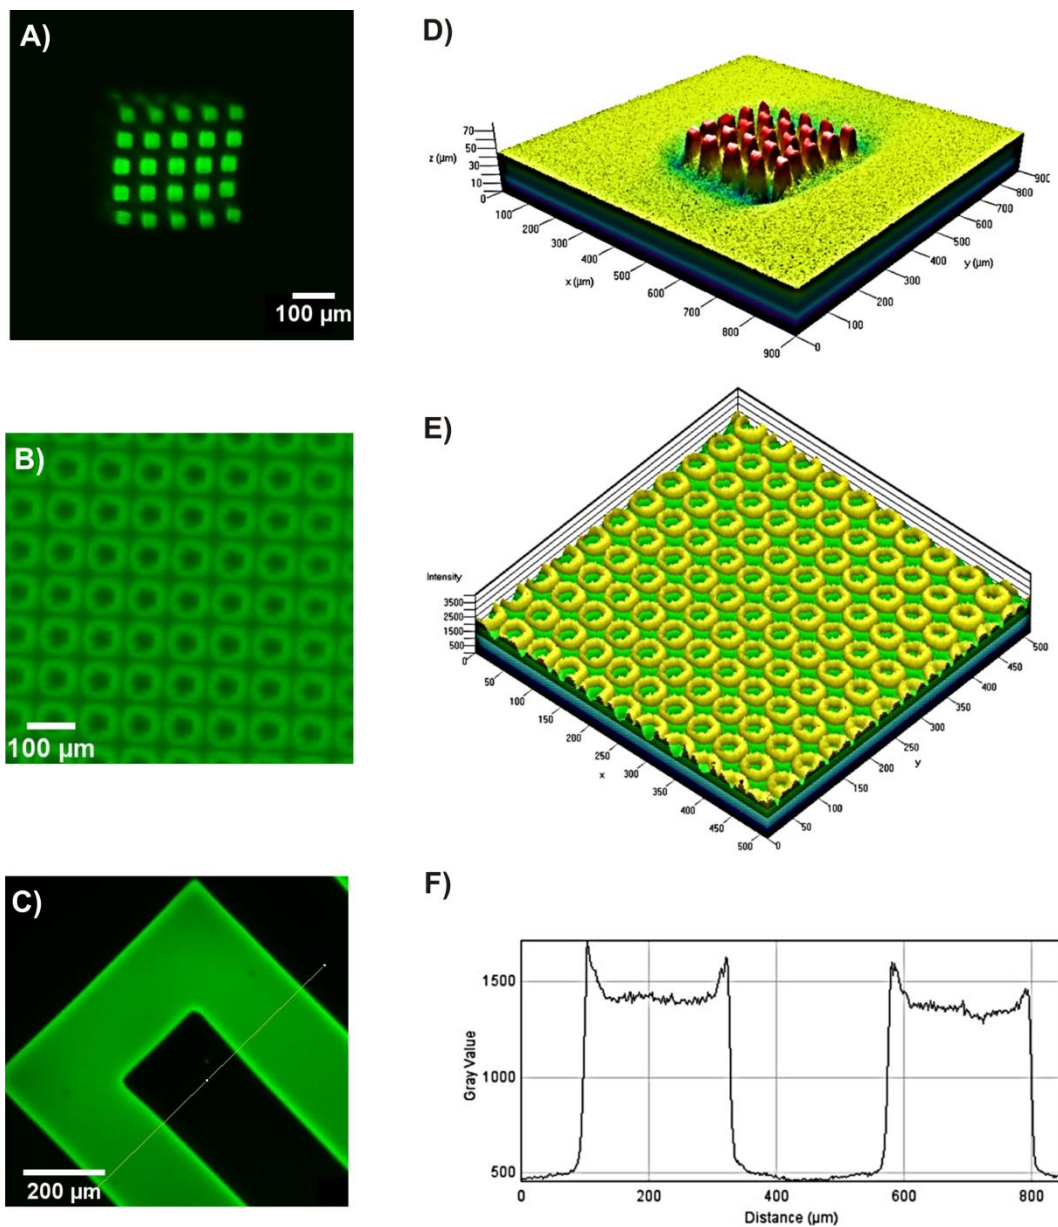 A)
100 µm
D)
70
50
z (µm)
30
10
0
100
200
300
400
x (µm)
500
600
700
800
900
0
100
200
300
400
y (µm)
500
600
700
800
900
B)
100 µm
E)
Intensity
3500
2500
1500
500
0
50
100
150
200
x
250
300
350
400
450
500
0
50
100
150
200
y
250
300
350
400
450
500
C)
200 µm
F)
1500
1000
500
Gray Value
0 200 400 600 800
Distance (µm)